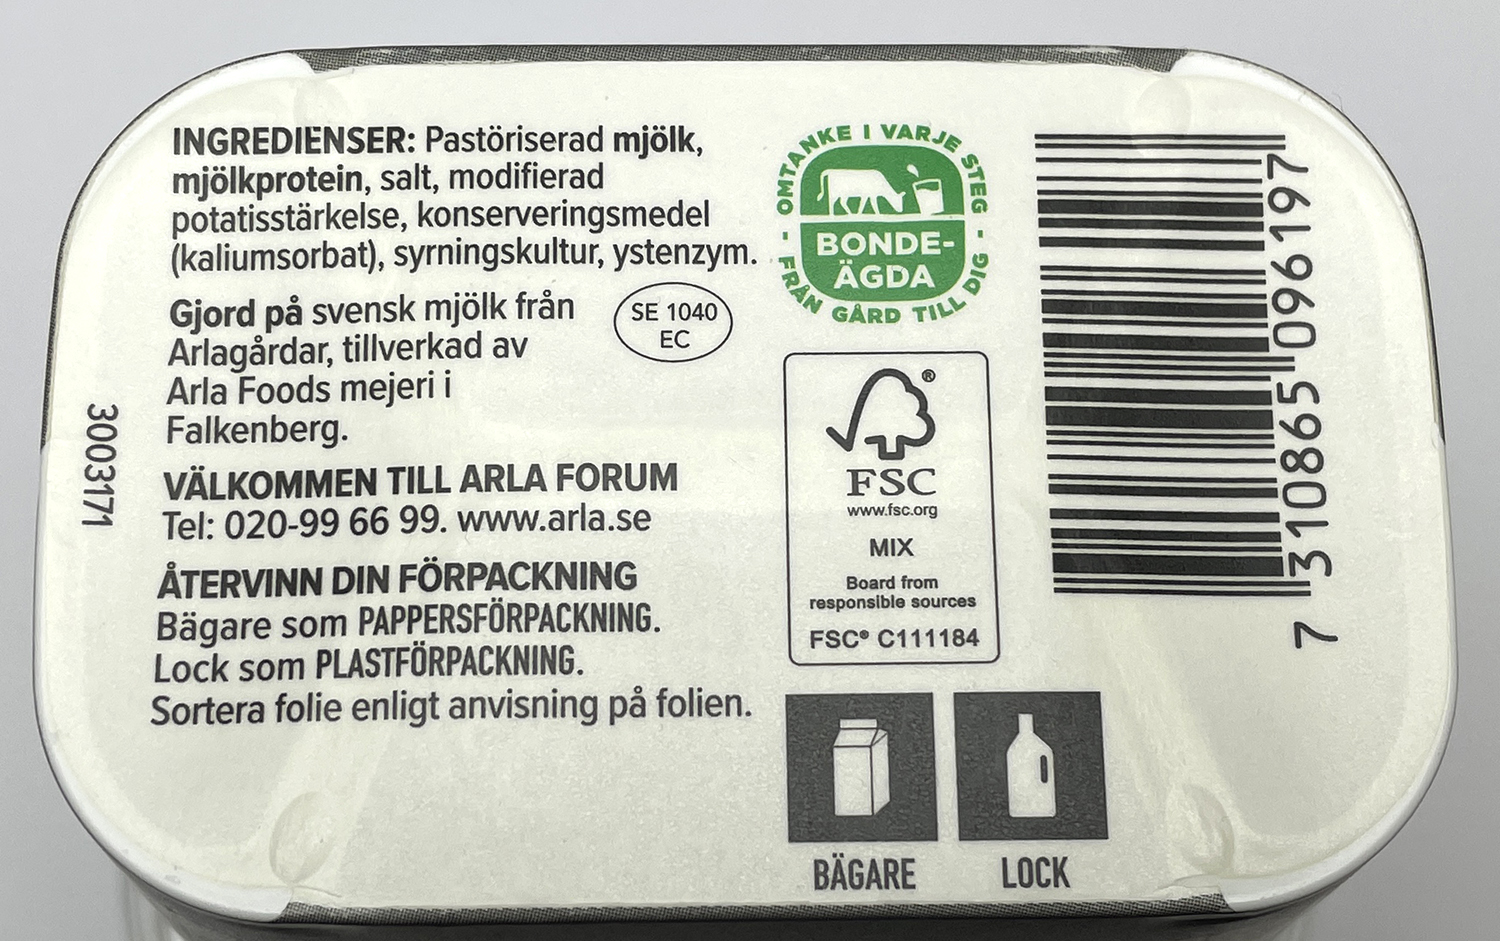 INGREDIENSER: Pastöriserad mjölk,
mjölkprotein, salt, modifierad
potatisstärkelse, konserveringsmedel
(kaliumsorbat), syrningskultur, ystenzym.
Gjord på svensk mjölk från
Arlagårdar, tillverkad av
Arla Foods mejeri i
Falkenberg.
SE 1040
EC
VÄLKOMMEN TILL ARLA FORUM
Tel: 020-99 66 99. www.arla.se
ÅTERVINN DIN FÖRPACKNING
Bägare som PAPPERSFÖRPACKNING.
Lock som PLASTFÖRPACKNING.
Sortera folie enligt anvisning på folien.
3003171
OMTANKE I VARJE STEG
BONDE-
ÄGDA
- FRÅN GÅRD TILL DIG -
FSC®
www.fsc.org
MIX
Board from
responsible sources
FSC® C111184
BÄGARE
LOCK
7 310865 096197